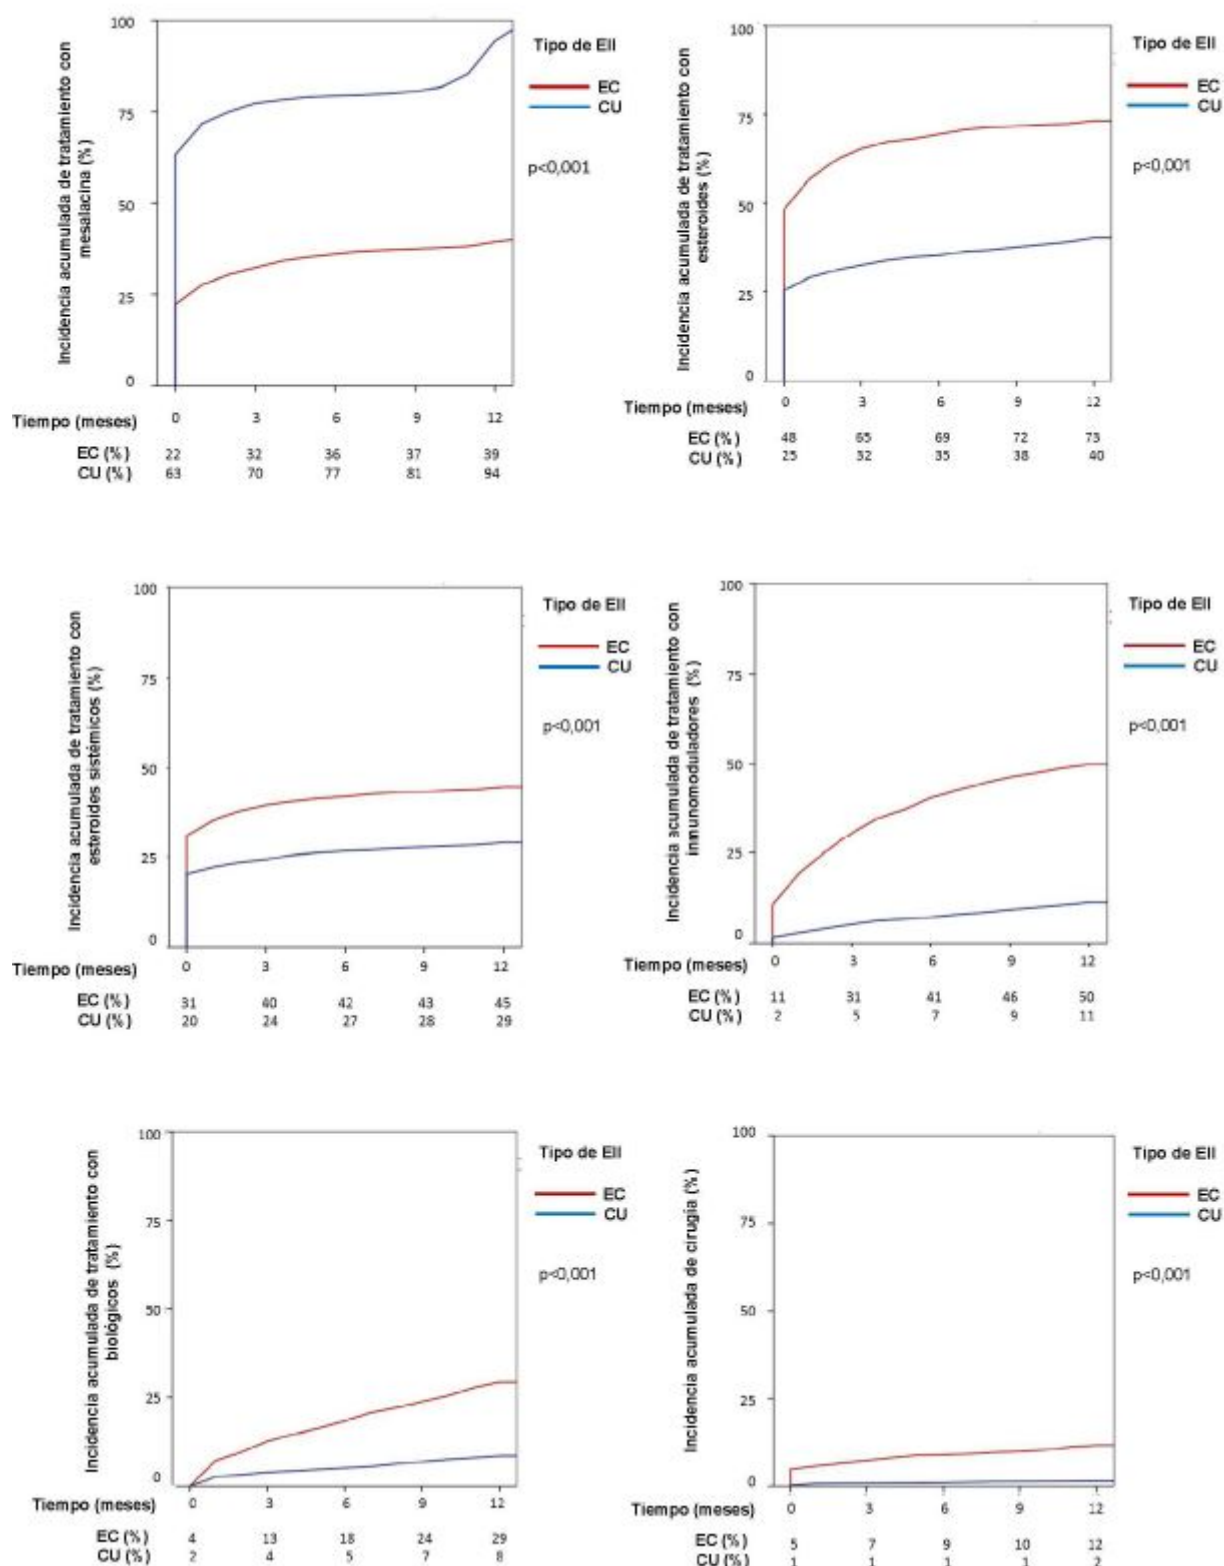 Incidencia acumulada de tratamiento con
mesalacina (%)
100
75
50
25
0
Tipo de EII
EC
CU
p<0,001
Tiempo (meses) 0 3 6 9 12
EC (%) 22 32 36 37 39
CU (%) 63 70 77 81 94
Incidencia acumulada de tratamiento con
esteroides (%)
100
75
50
25
0
Tipo de EII
EC
CU
p<0,001
Tiempo (meses) 0 3 6 9 12
EC (%) 48 65 69 72 73
CU (%) 25 32 35 38 40
Incidencia acumulada de tratamiento con
esteroides sistémicos (%)
100
75
50
25
0
Tipo de EII
EC
CU
p<0,001
Tiempo (meses) 0 3 6 9 12
EC (%) 31 40 42 43 45
CU (%) 20 24 27 28 29
Incidencia acumulada de tratamiento con
inmunomoduladores (%)
100
75
50
25
0
Tipo de EII
EC
CU
p<0,001
Tiempo (meses) 0 3 6 9 12
EC (%) 11 31 41 46 50
CU (%) 2 5 7 9 11
Incidencia acumulada de tratamiento con
biológicos (%)
100
75
50
25
0
Tipo de EII
EC
CU
p<0,001
Tiempo (meses) 0 3 6 9 12
EC (%) 4 13 18 24 29
CU (%) 2 4 5 7 8
Incidencia acumulada de cirugía (%)
100
75
50
25
0
Tipo de EII
EC
CU
p<0,001
Tiempo (meses) 0 3 6 9 12
EC (%) 5 7 9 10 12
CU (%) 1 1 1 1 2